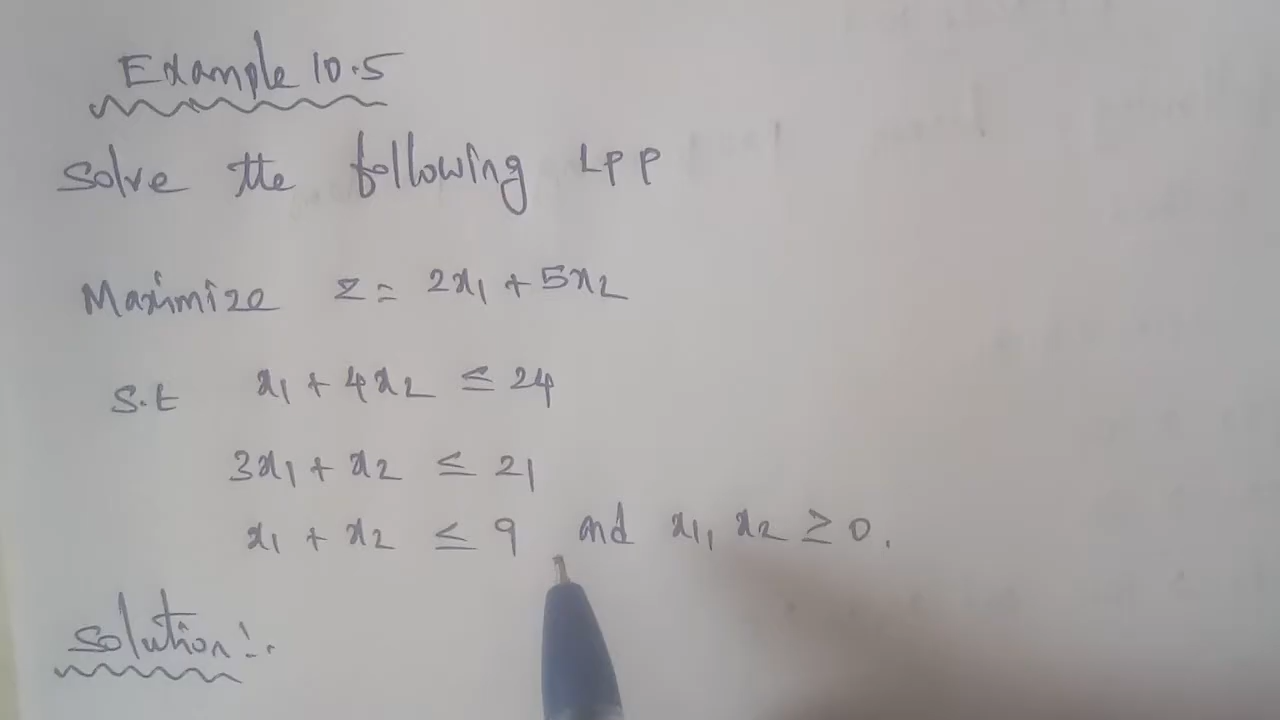 Example 10.5
Solve the following LPP
Maximize z = 2x1 + 5x2
S.t x1 + 4x2 ≤ 24
3x1 + x2 ≤ 21
x1 + x2 ≤ 9 and x1, x2 ≥ 0.
Solution:.